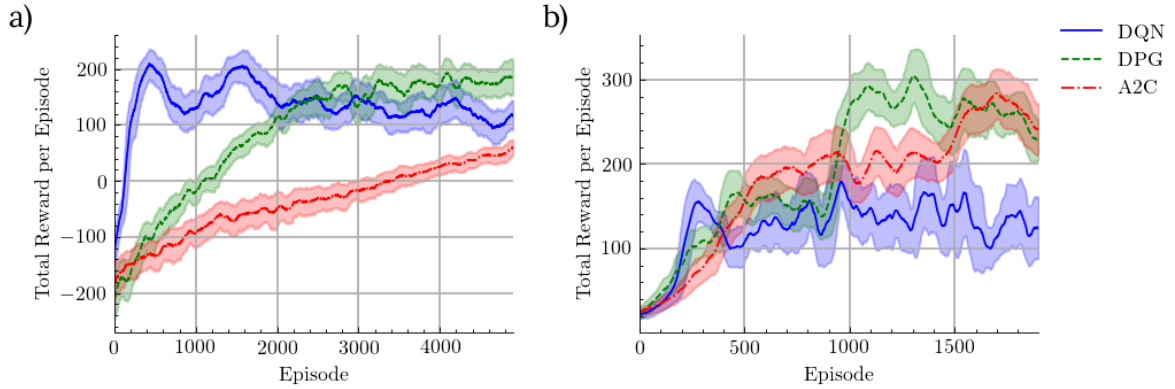 a)
Total Reward per Episode
200
100
0
−100
−200
0 1000 2000 3000 4000
Episode
b)
Total Reward per Episode
300
200
100
0 500 1000 1500
Episode
DQN
DPG
A2C